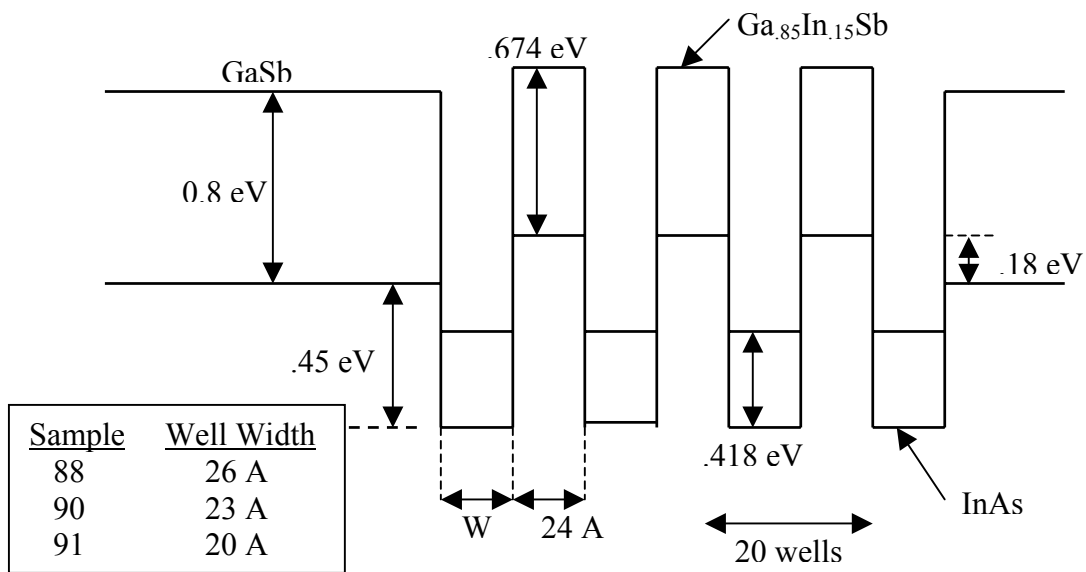 Ga.85In.15Sb
.674 eV
GaSb
0.8 eV
.18 eV
.45 eV
.418 eV
Sample Well Width
88 26 A
90 23 A
91 20 A
W
24 A
20 wells
InAs